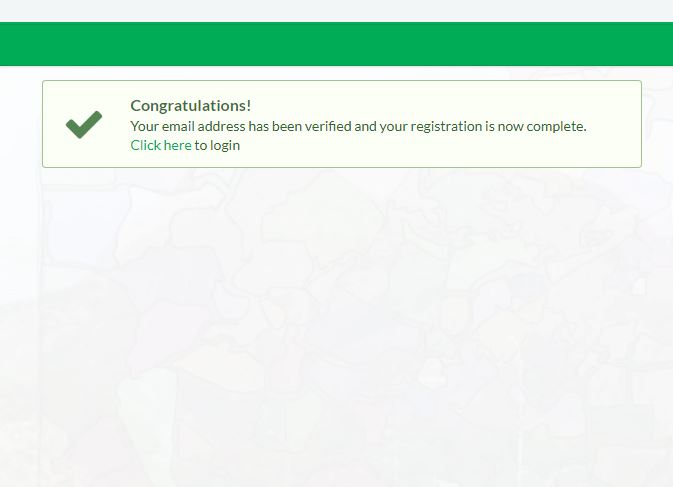 Congratulations!
Your email address has been verified and your registration is now complete.
Click here to login